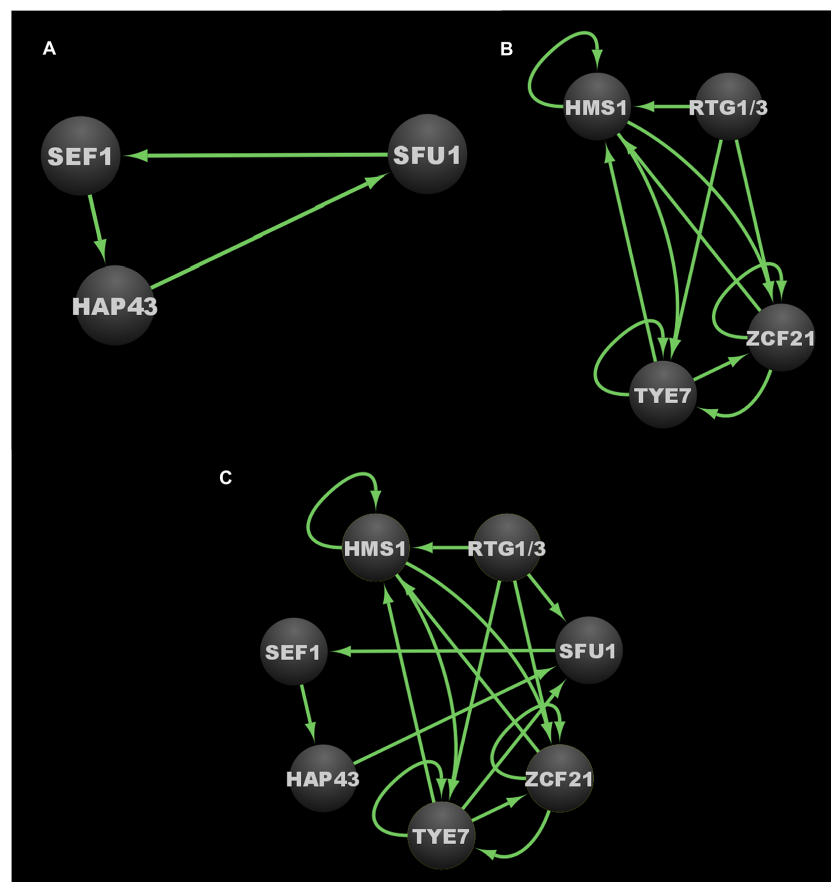 A
SEF1
SFU1
HAP43
B
HMS1
RTG1/3
ZCF21
TYE7
C
HMS1
RTG1/3
SEF1
SFU1
HAP43
ZCF21
TYE7